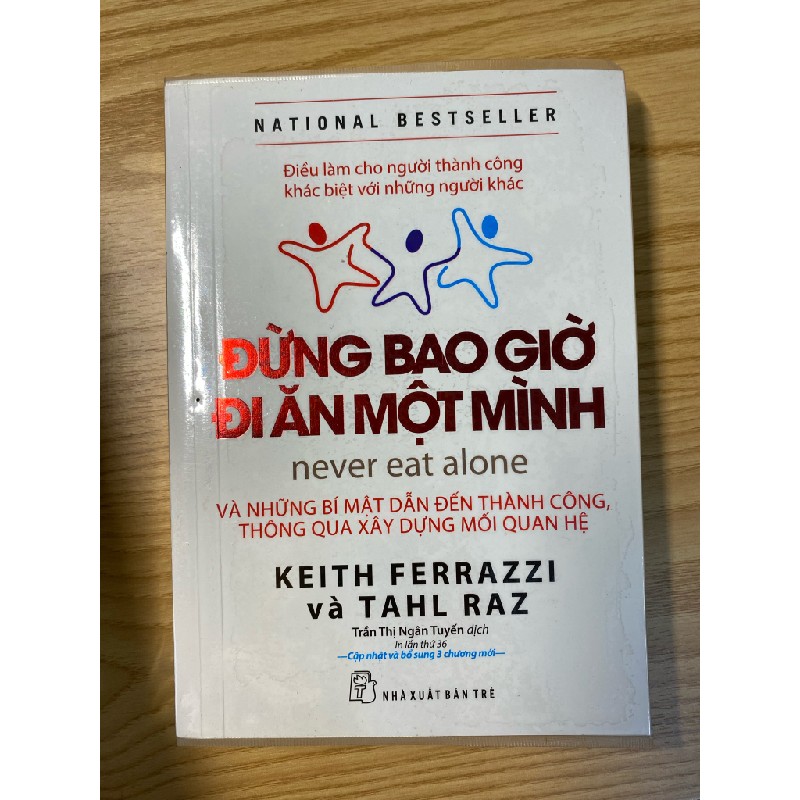 NATIONAL BESTSELLER
Điều làm cho người thành công
khác biệt với những người khác
ĐỪNG BAO GIỜ
ĐI ĂN MỘT MÌNH
never eat alone
VÀ NHỮNG BÍ MẬT DẪN ĐẾN THÀNH CÔNG,
THÔNG QUA XÂY DỰNG MỐI QUAN HỆ
KEITH FERRAZZI
và TAHL RAZ
Trần Thị Ngân Tuyến dịch
In lần thứ 36
—Cập nhật và bổ sung 3 chương mới—
T
NHÀ XUẤT BẢN TRẺ